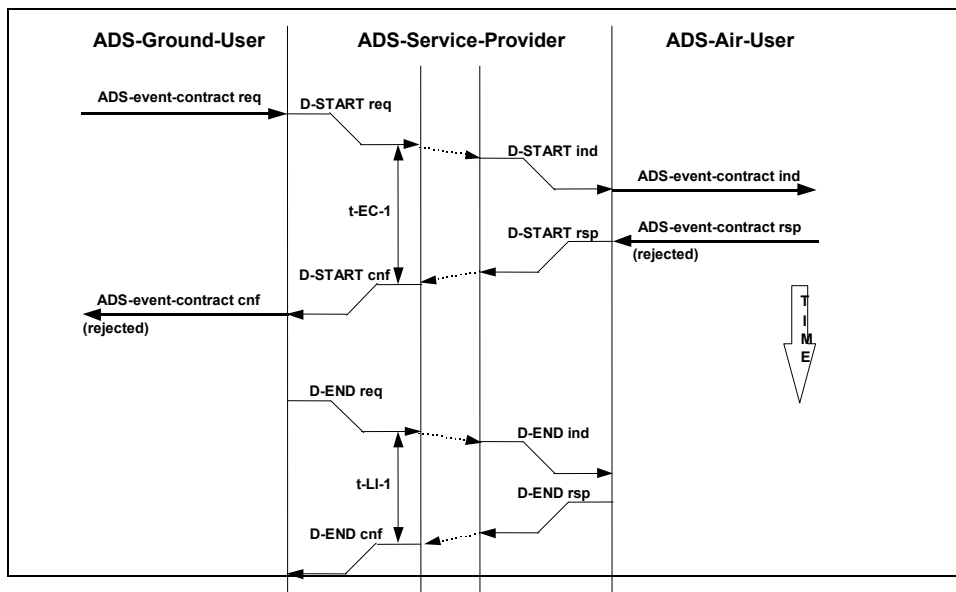 ADS-Ground-User
ADS-Service-Provider
ADS-Air-User
ADS-event-contract req
D-START req
D-START ind
ADS-event-contract ind
t-EC-1
D-START rsp
ADS-event-contract rsp
(rejected)
D-START cnf
ADS-event-contract cnf
(rejected)
TIME
D-END req
D-END ind
t-LI-1
D-END rsp
D-END cnf